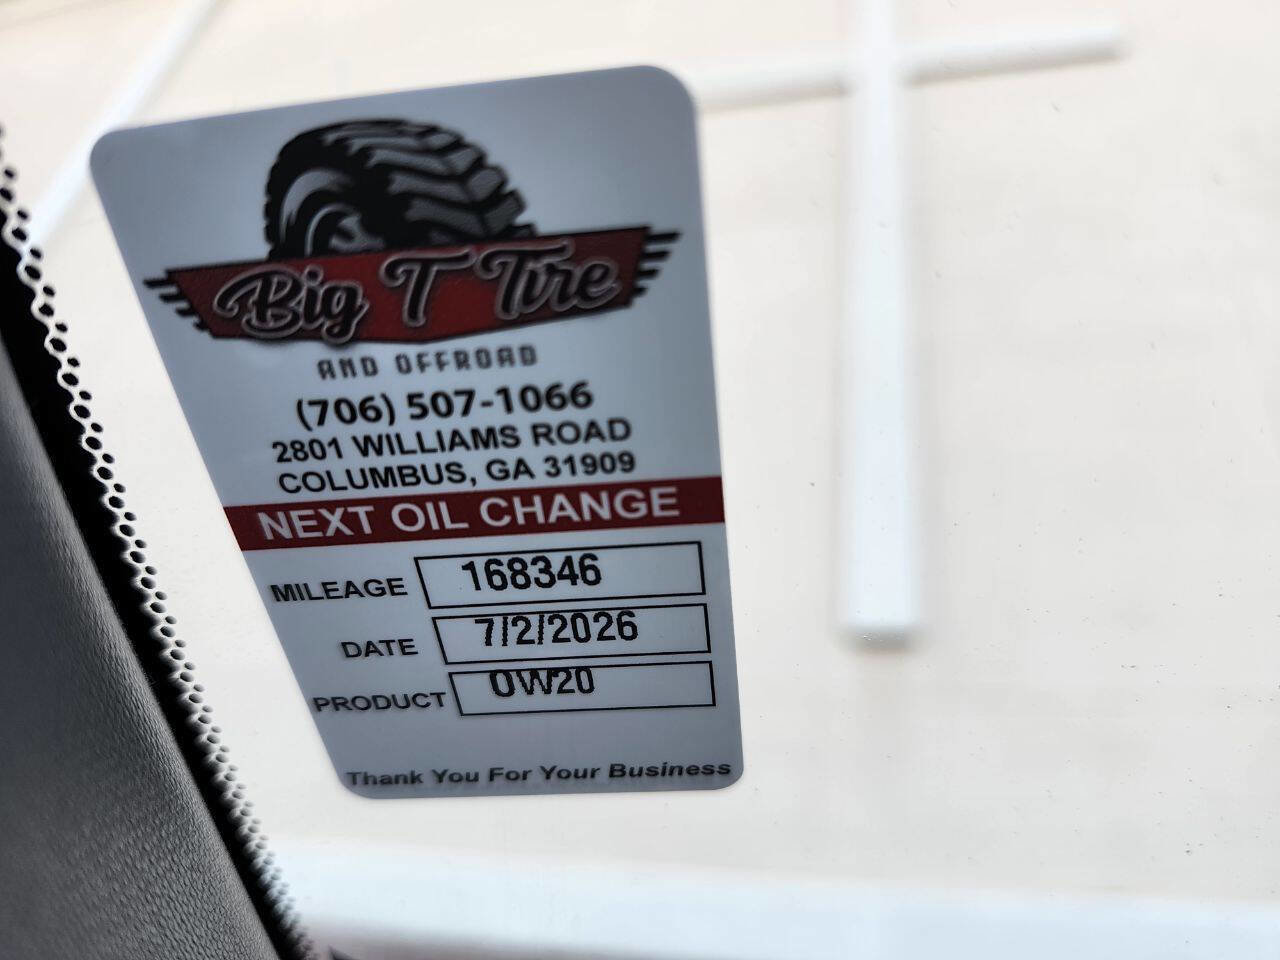 Big T Tire
AND OFFROAD
(706) 507-1066
2801 WILLIAMS ROAD
COLUMBUS, GA 31909
NEXT OIL CHANGE
MILEAGE 168346
DATE 7/2/2026
PRODUCT 0W20
Thank You For Your Business